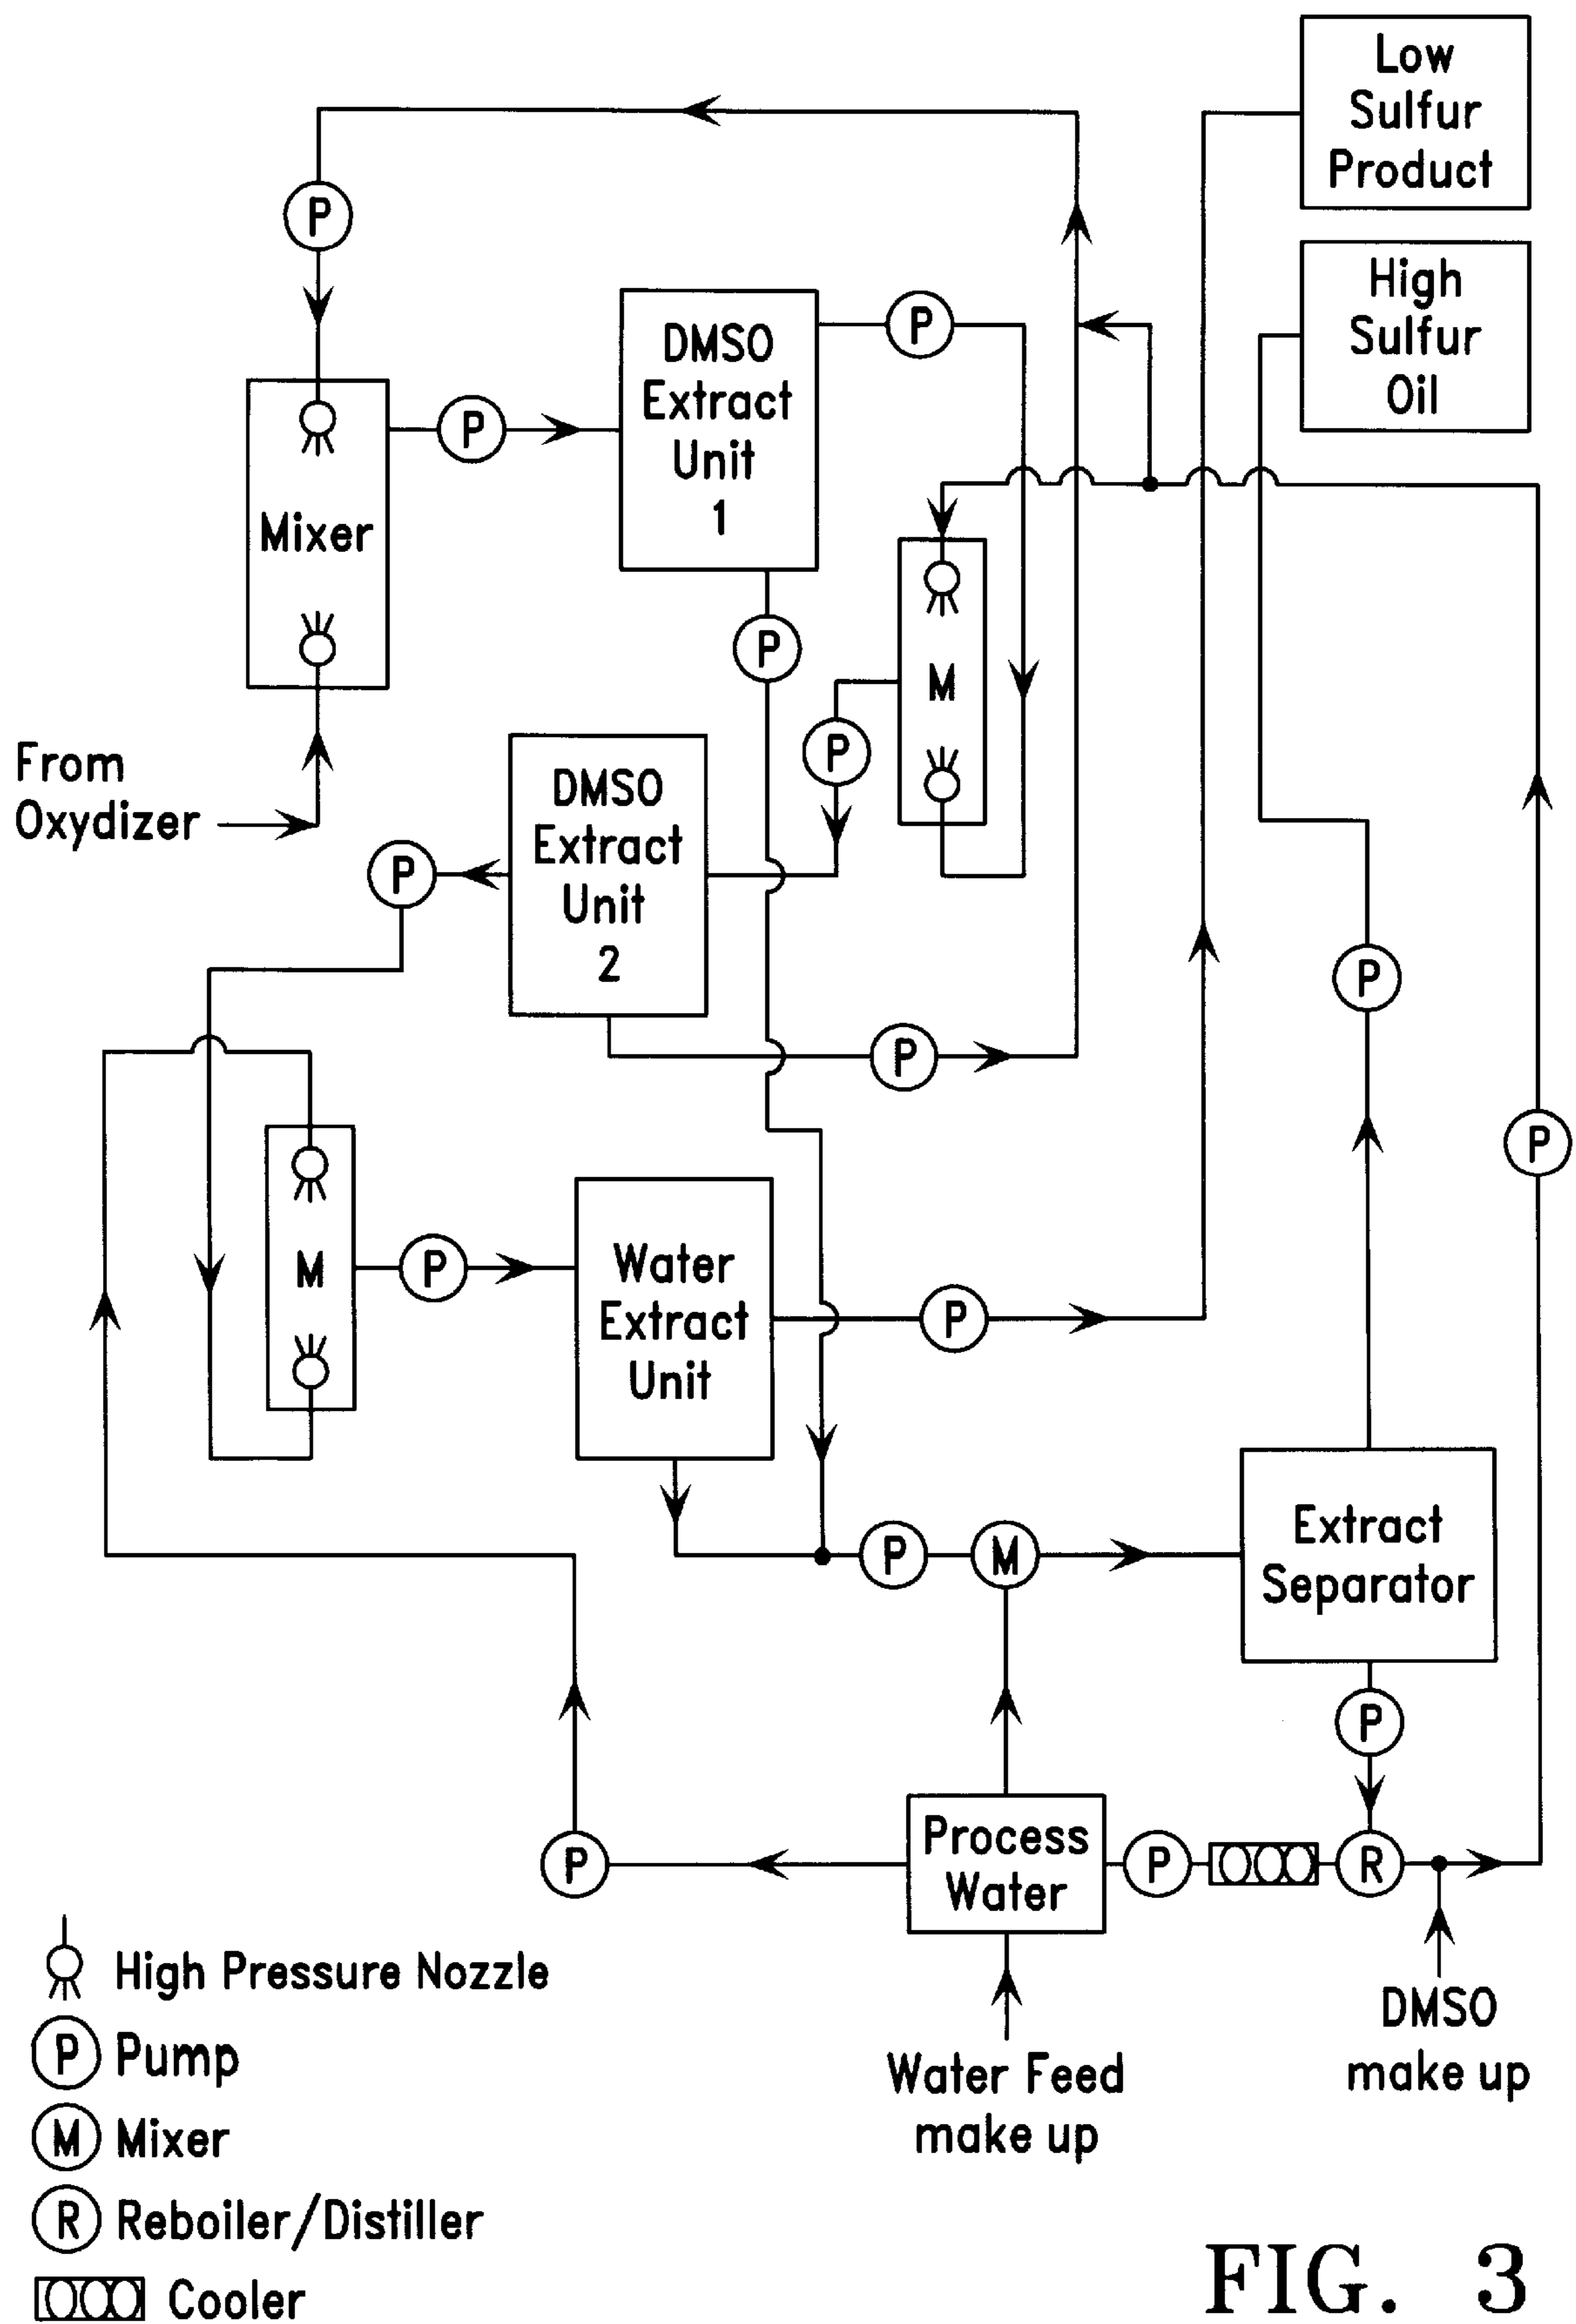 Low
Sulfur
Product
High
Sulfur
Oil
P
P
P
DMSO
Extract
Unit
1
Mixer
P
M
P
From
Oxydizer
DMSO
Extract
Unit
2
P
P
P
P
M
P
Water
Extract
Unit
P
P
M
Extract
Separator
P
P
Process
Water
P
R
P
Water Feed
make up
DMSO
make up
High Pressure Nozzle
P Pump
M Mixer
R Reboiler/Distiller
Cooler
FIG. 3